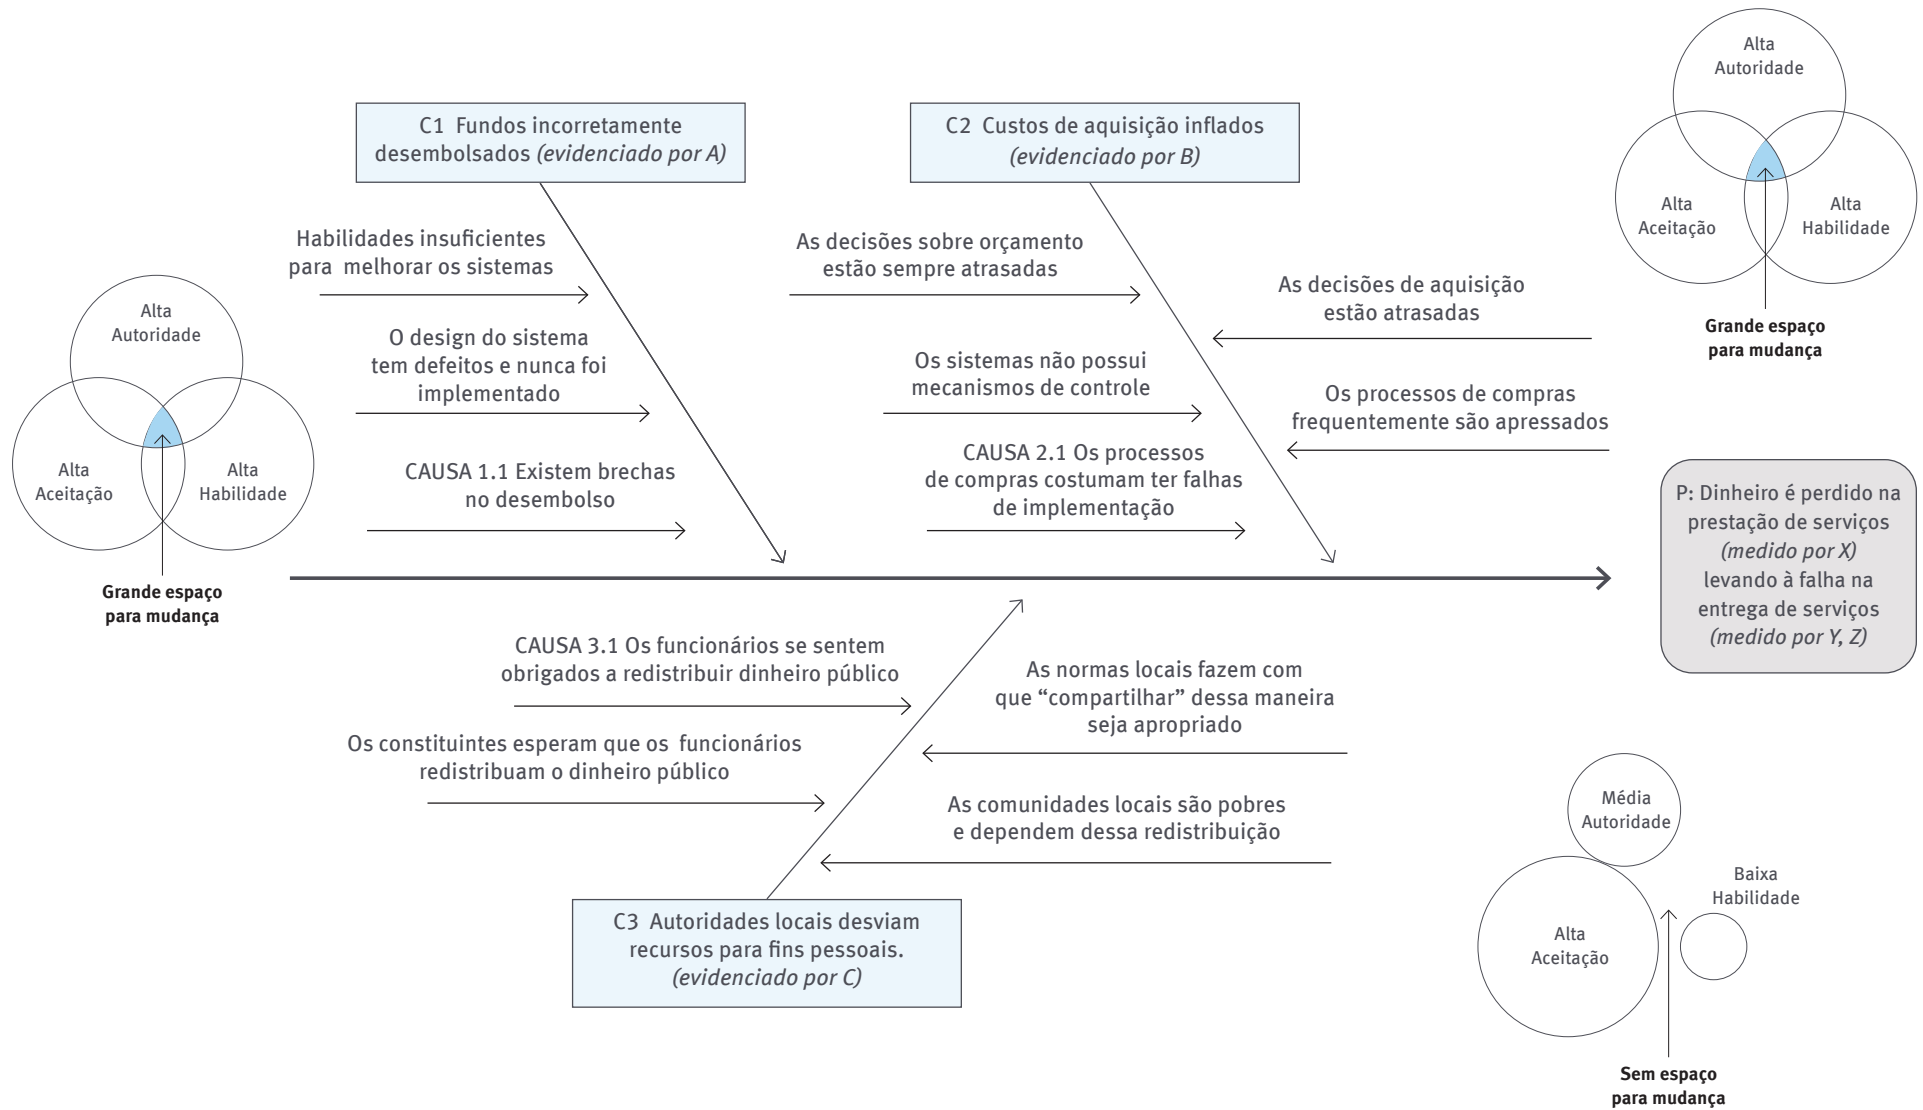 C1 Fundos incorretamente
desembolsados (evidenciado por A)
Habilidades insuficientes
para melhorar os sistemas
O design do sistema
tem defeitos e nunca foi
implementado
CAUSA 1.1 Existem brechas
no desembolso
Alta
Autoridade
Alta
Aceitação
Alta
Habilidade
Grande espaço
para mudança
C2 Custos de aquisição inflados
(evidenciado por B)
As decisões sobre orçamento
estão sempre atrasadas
Os sistemas não possui
mecanismos de controle
CAUSA 2.1 Os processos
de compras costumam ter falhas
de implementação
As decisões de aquisição
estão atrasadas
Os processos de compras
frequentemente são apressados
Alta
Autoridade
Alta
Aceitação
Alta
Habilidade
Grande espaço
para mudança
P: Dinheiro é perdido na
prestação de serviços
(medido por X)
levando à falha na
entrega de serviços
(medido por Y, Z)
CAUSA 3.1 Os funcionários se sentem
obrigados a redistribuir dinheiro público
Os constituintes esperam que os funcionários
redistribuam o dinheiro público
As normas locais fazem com
que “compartilhar” dessa maneira
seja apropriado
As comunidades locais são pobres
e dependem dessa redistribuição
C3 Autoridades locais desviam
recursos para fins pessoais.
(evidenciado por C)
Média
Autoridade
Baixa
Habilidade
Alta
Aceitação
Sem espaço
para mudança